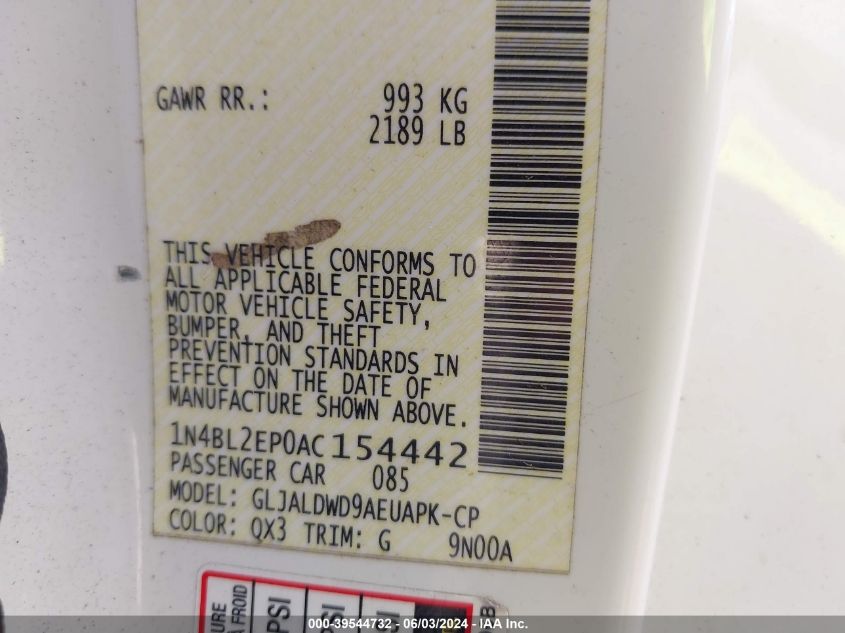 GAWR RR.: 993 KG
2189 LB
THIS VEHICLE CONFORMS TO
ALL APPLICABLE FEDERAL
MOTOR VEHICLE SAFETY,
BUMPER, AND THEFT
PREVENTION STANDARDS IN
EFFECT ON THE DATE OF
MANUFACTURE SHOWN ABOVE.
1N4BL2EP0AC154442
PASSENGER CAR 085
MODEL: GLJALDWD9AEUAPK-CP
COLOR: QX3 TRIM: G 9N00A
A FROID
PSI
PSI
000-39544732 - 06/03/2024 - IAA Inc.